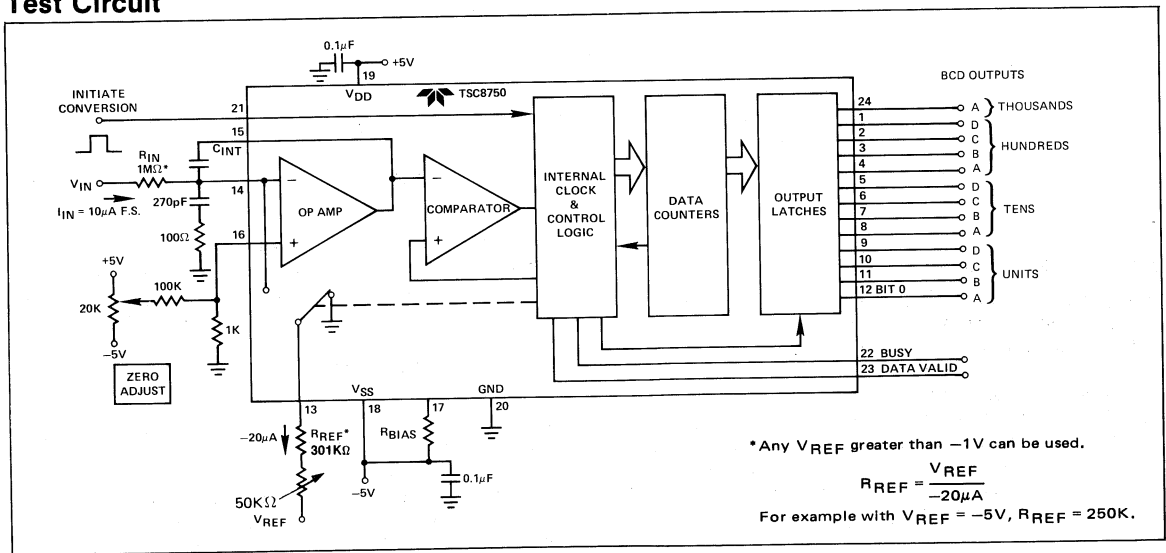 Test Circuit
0.1μF
+5V
19
VDD
TSC8750
BCD OUTPUTS
INITIATE
CONVERSION
21
15
CINT
RIN
1MΩ*
VIN
14
IIN = 10μA F.S.
270pF
100Ω
16
+5V
100K
20K
1K
−5V
ZERO
ADJUST
−
OP AMP
+
−
COMPARATOR
+
INTERNAL
CLOCK
&
CONTROL
LOGIC
DATA
COUNTERS
OUTPUT
LATCHES
24 A THOUSANDS
1 D
2 C
3 B
4 A
HUNDREDS
5 D
6 C
7 B
8 A
TENS
9 D
10 C
11 B
12 BIT 0 A
UNITS
22 BUSY
23 DATA VALID
13
VSS
18
17
GND
20
−20μA
RREF*
301KΩ
RBIAS
0.1μF
−5V
50KΩ
VREF
*Any VREF greater than −1V can be used.
RREF = VREF
−20μA
For example with VREF = −5V, RREF = 250K.